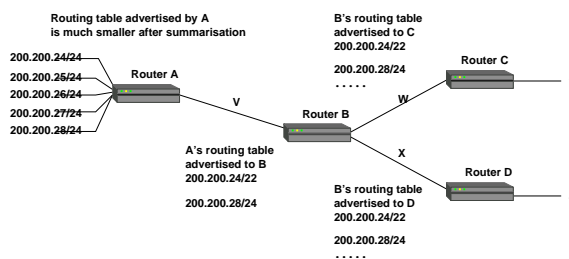 Routing table advertised by A
is much smaller after summarisation
200.200.24/24
200.200.25/24
200.200.26/24
200.200.27/24
200.200.28/24
Router A
V
A's routing table
advertised to B
200.200.24/22
200.200.28/24
Router B
B's routing table
advertised to C
200.200.24/22
200.200.28/24
. . . . .
W
Router C
X
Router D
B's routing table
advertised to D
200.200.24/22
200.200.28/24
. . . . .